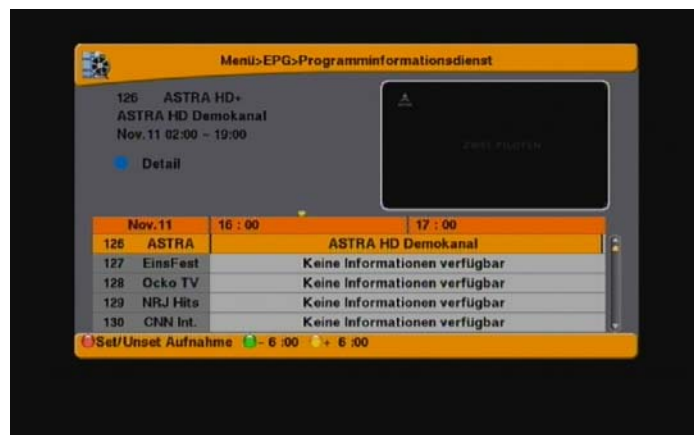 Menü>EPG>Programminformationsdienst
126 ASTRA HD+
ASTRA HD Demokanal
Nov.11 02:00 - 19:00
Detail
ZWEI PILOTEN
Nov.11 16 : 00 17 : 00
126 ASTRA ASTRA HD Demokanal
127 EinsFest Keine Informationen verfügbar
128 Ocko TV Keine Informationen verfügbar
129 NRJ Hits Keine Informationen verfügbar
130 CNN Int. Keine Informationen verfügbar
Set/Unset Aufnahme - 6 :00 + 6 :00